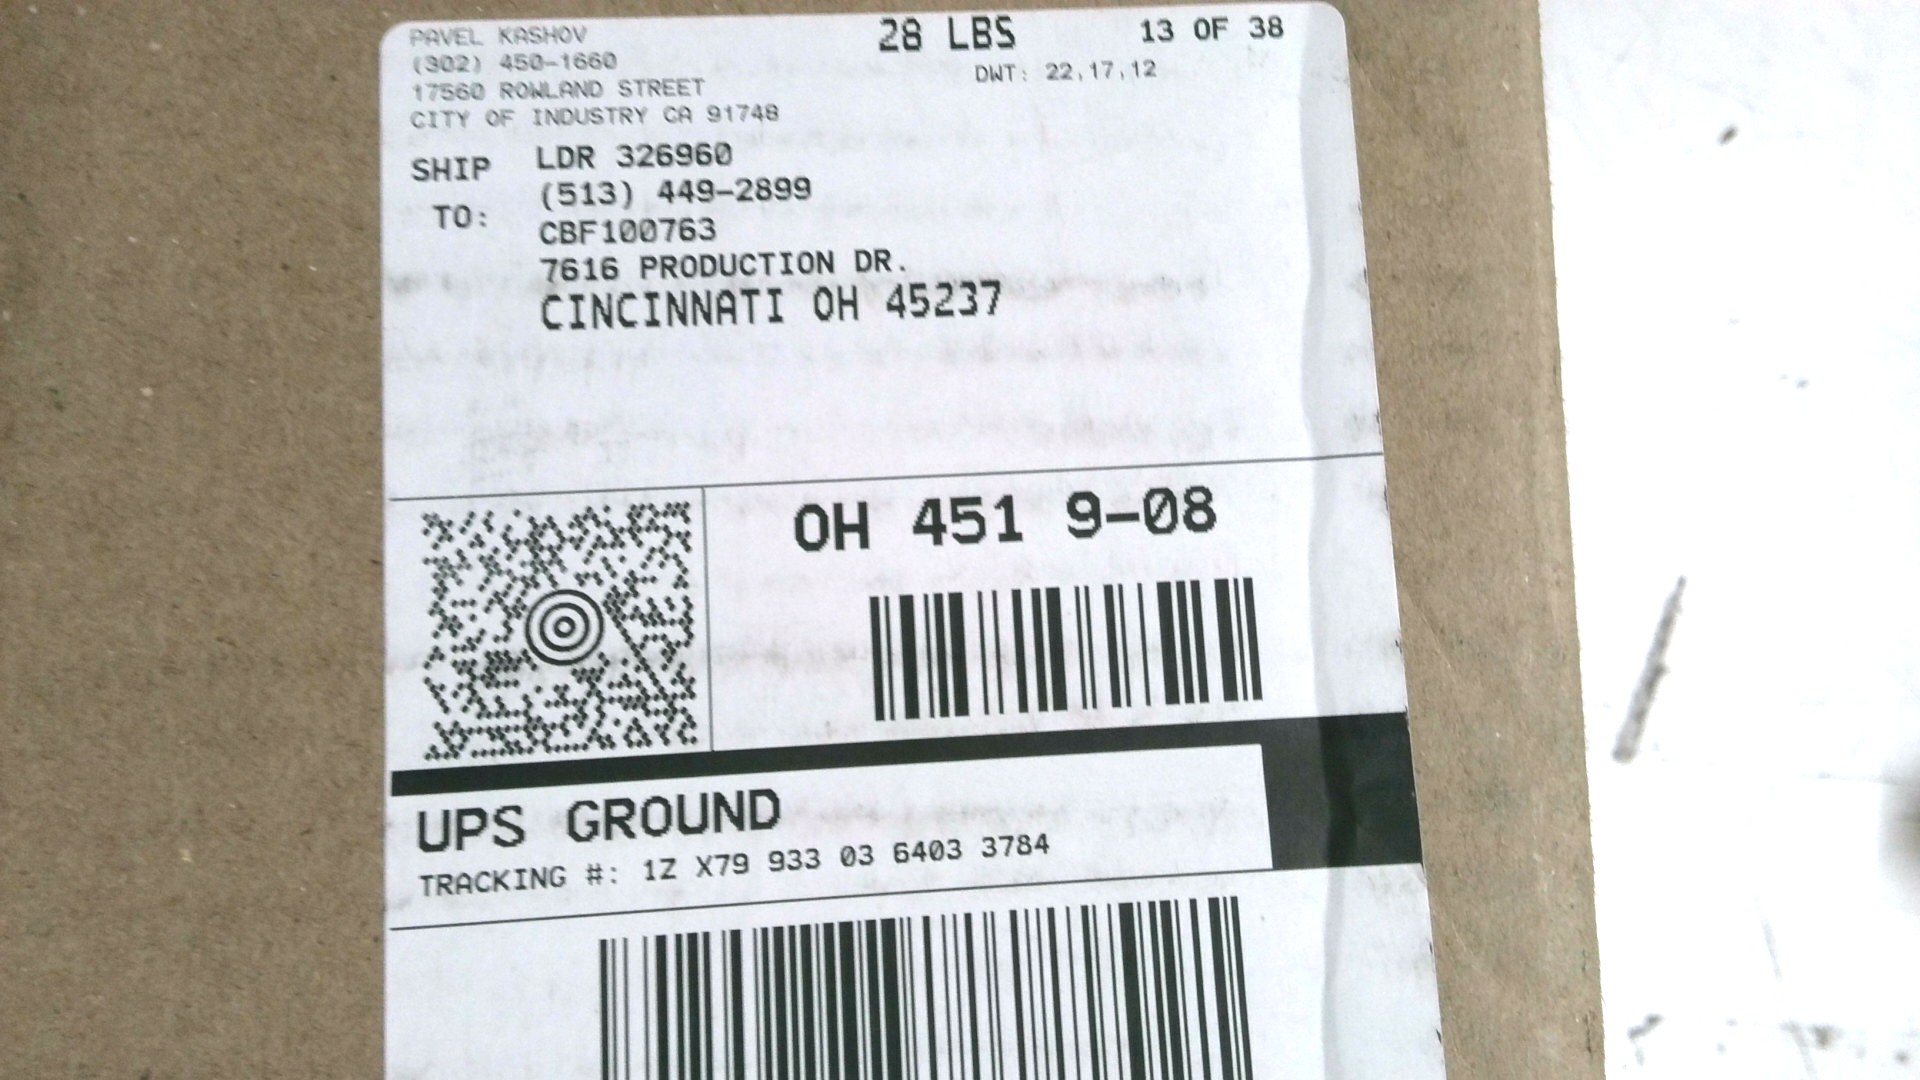 PAVEL KASHOV
(302) 450-1660
17560 ROWLAND STREET
CITY OF INDUSTRY CA 91748
28 LBS
13 OF 38
DWT: 22,17,12
SHIP TO:
LDR 326960
(513) 449-2899
CBF100763
7616 PRODUCTION DR.
CINCINNATI OH 45237
OH 451 9-08
UPS GROUND
TRACKING #: 1Z X79 933 03 6403 3784